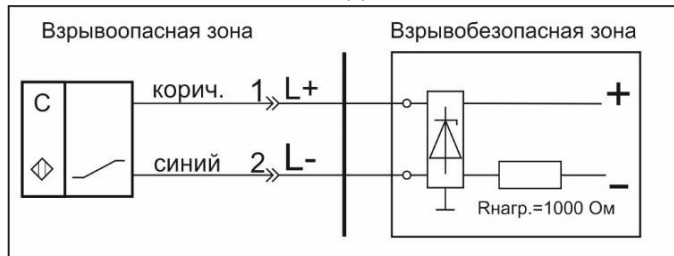 Взрывоопасная зона
Взрывобезопасная зона
C
корич. 1 L+
+
синий 2 L-
–
Rнагр.=1000 Ом